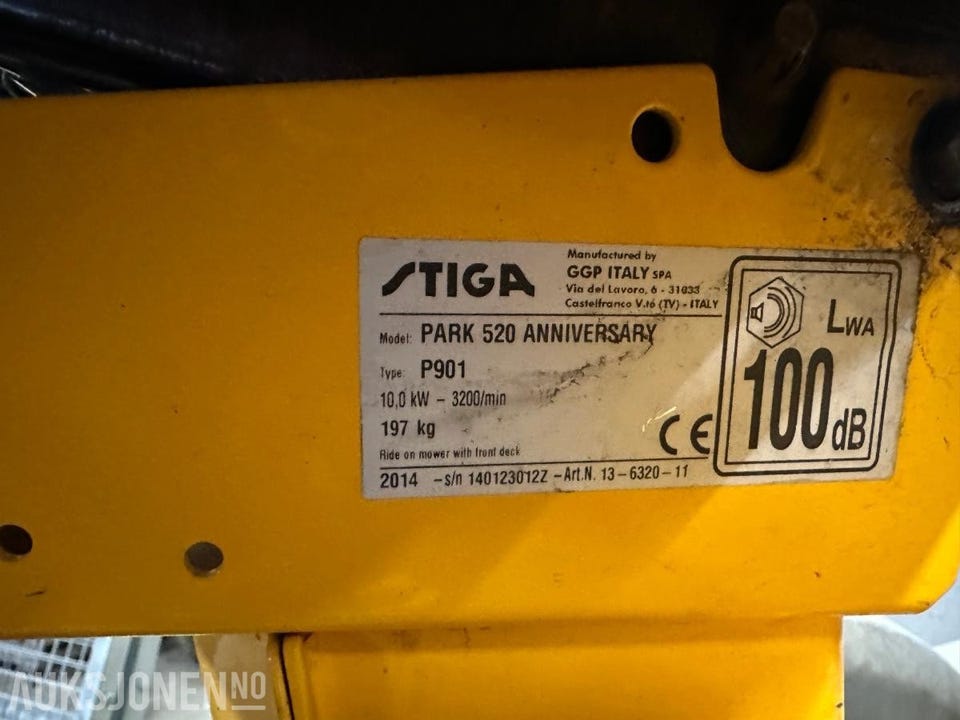 STIGA
Manufactured by
GGP ITALY SPA
Via del Lavoro, 6 - 31033
Castelfranco V.to (TV) - ITALY
Model: PARK 520 ANNIVERSARY
Type: P901
10,0 kW - 3200/min
197 kg
Ride on mower with front deck
CE
2014 -s/n 140123012Z -Art.N. 13-6320-11
LWA
100 dB
AUKSJONEN.NO